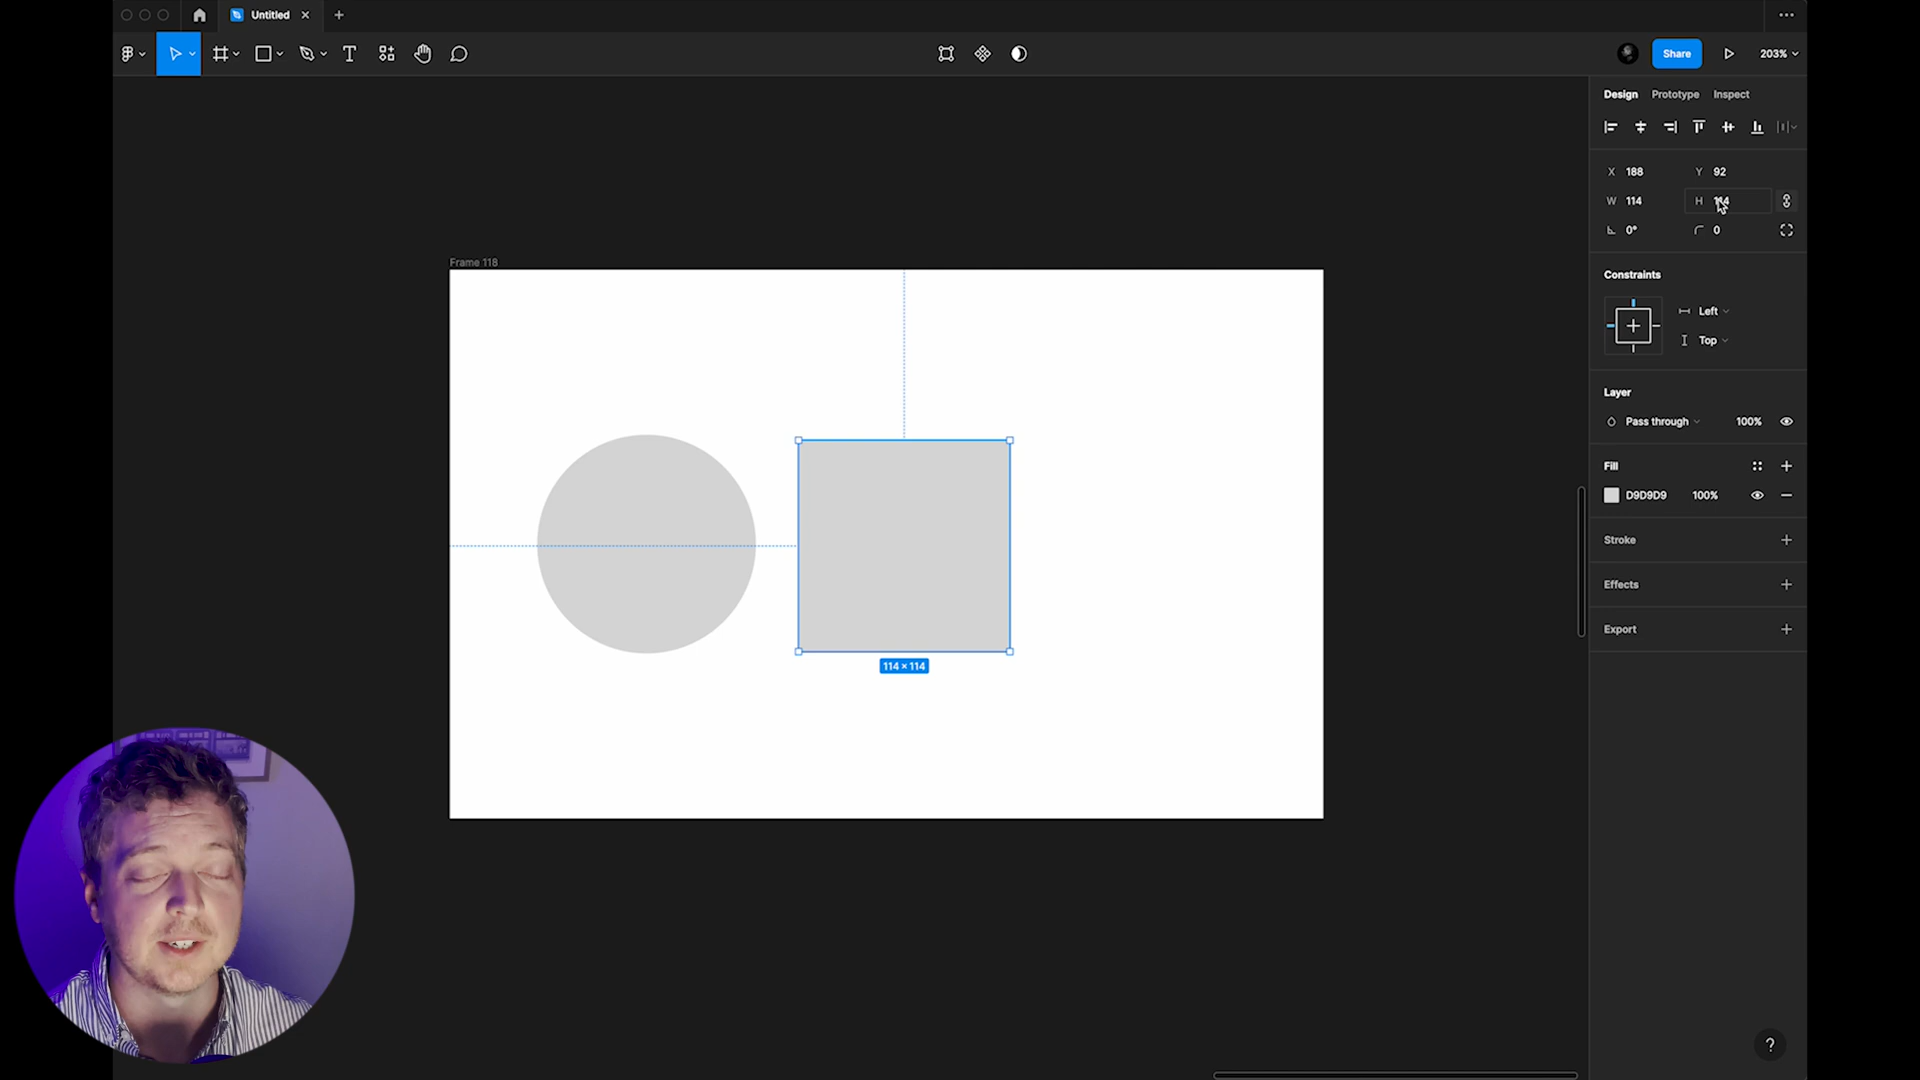 Untitled
Share
203%
Design Prototype Inspect
X 188 Y 92
W 114 H 114
0° 0
Constraints
Left
Top
Layer
Pass through 100%
Fill
D9D9D9 100%
Stroke
Effects
Export
Frame 118
114 × 114
?